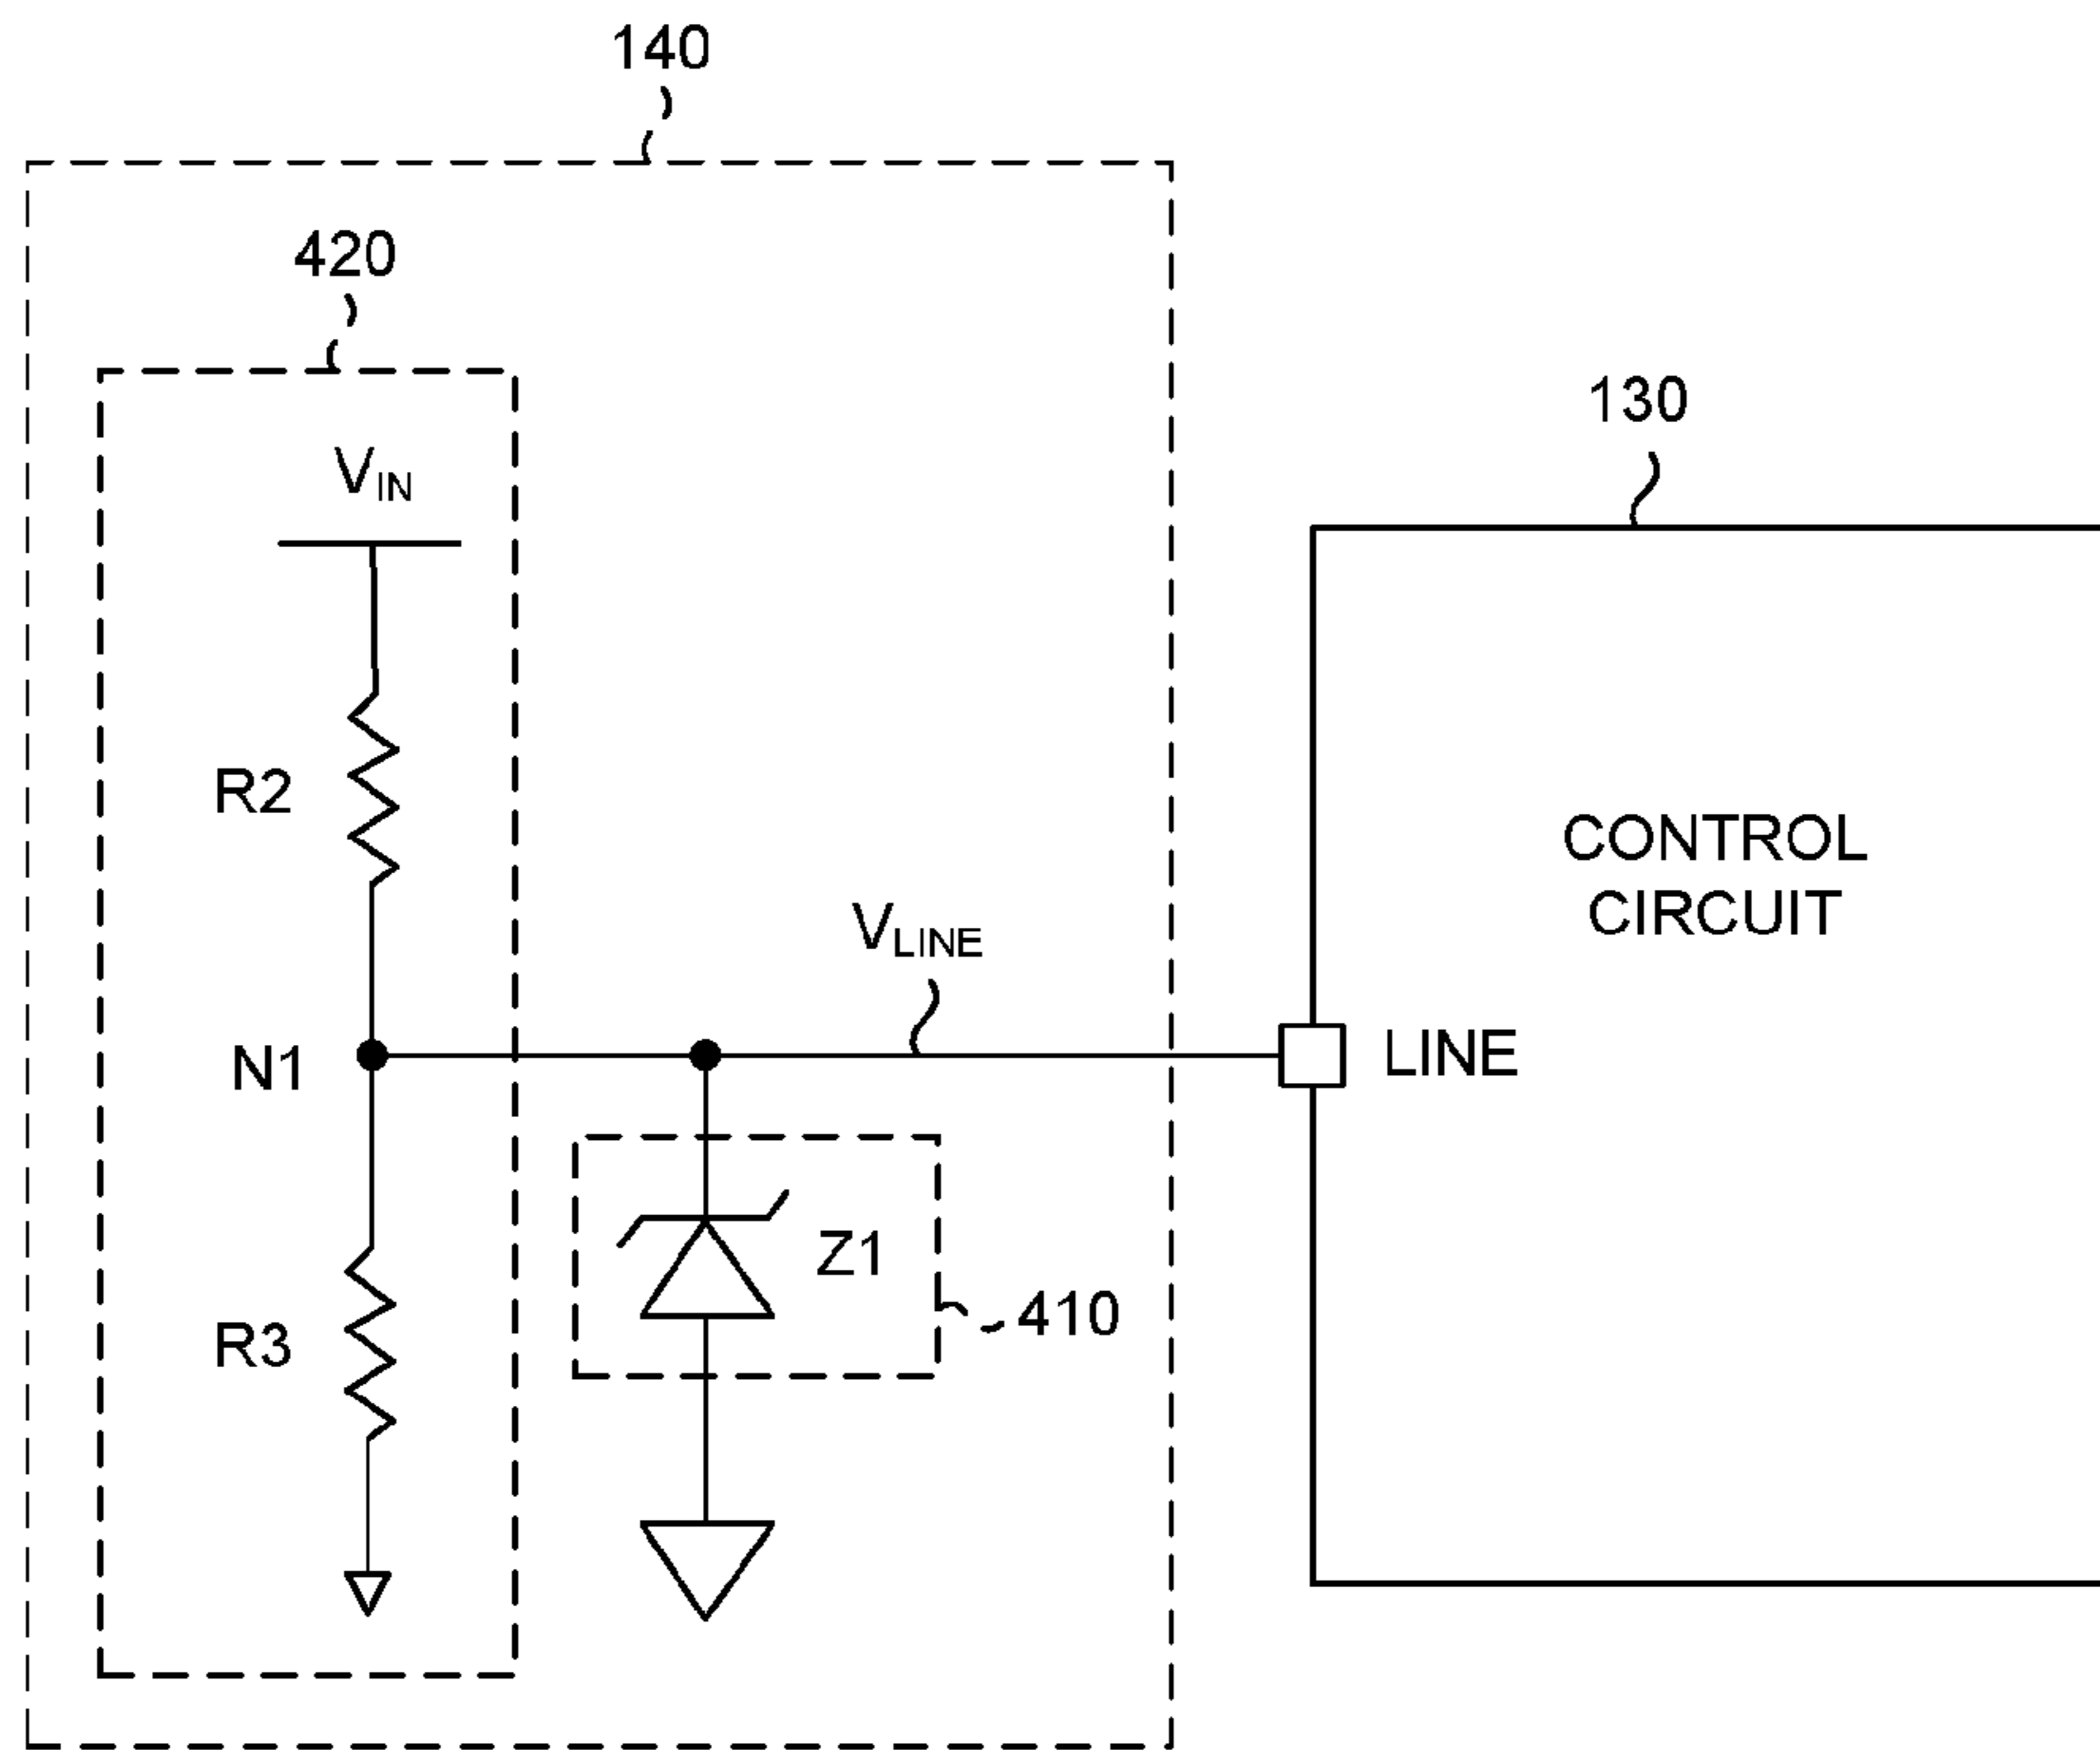 140
420
130
VIN
R2
CONTROL
CIRCUIT
VLINE
N1
LINE
Z1
410
R3